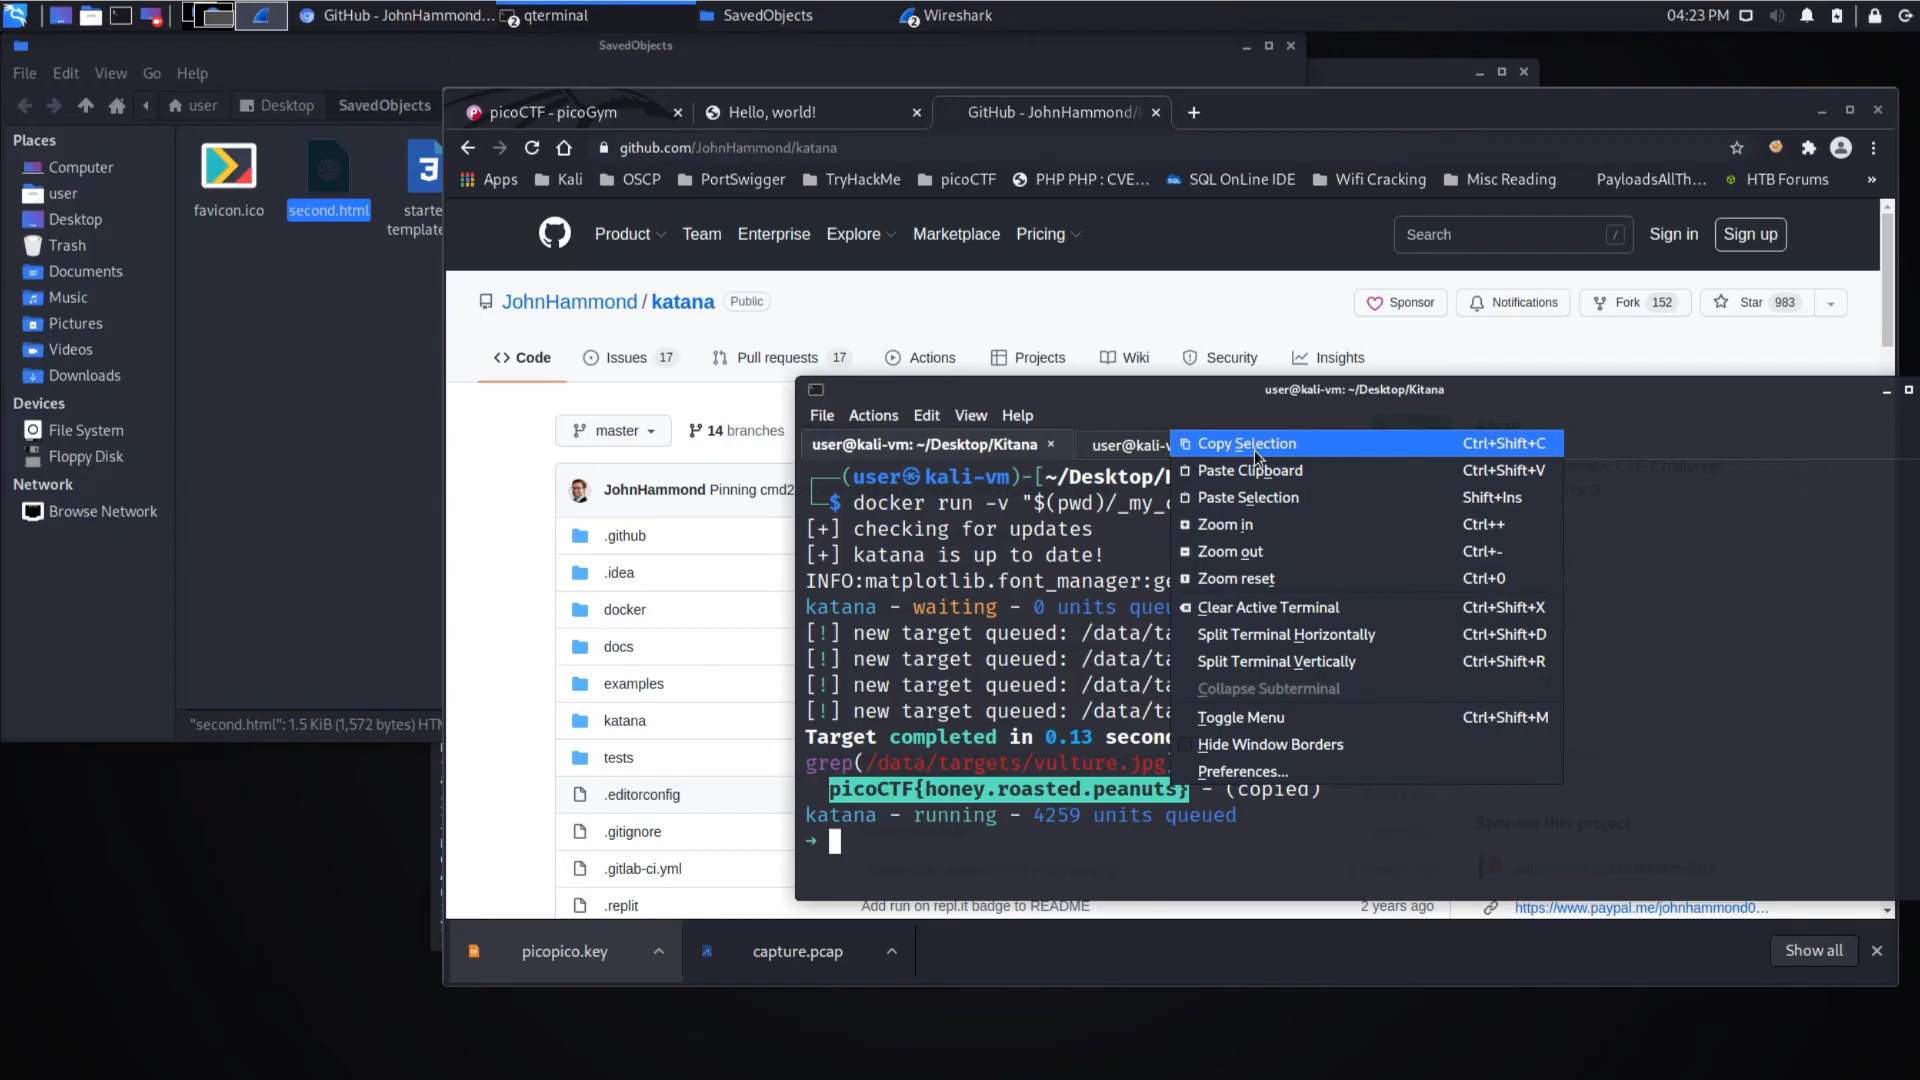 GitHub - JohnHammond...
qterminal
SavedObjects
Wireshark
04:23 PM
SavedObjects
File Edit View Go Help
user Desktop SavedObjects
Places
Computer
user
Desktop
Trash
Documents
Music
Pictures
Videos
Downloads
Devices
File System
Floppy Disk
Network
Browse Network
favicon.ico
second.html
starte
template
"second.html": 1.5 KiB (1,572 bytes) HTM
picoCTF - picoGym
Hello, world!
GitHub - JohnHammond/
github.com/JohnHammond/katana
Apps Kali OSCP PortSwigger TryHackMe picoCTF PHP PHP : CVE... SQL OnLine IDE Wifi Cracking Misc Reading PayloadsAllTh... HTB Forums »
Product Team Enterprise Explore Marketplace Pricing
Search /
Sign in
Sign up
JohnHammond / katana Public
Sponsor Notifications Fork 152 Star 983
<> Code Issues 17 Pull requests 17 Actions Projects Wiki Security Insights
master 14 branches
JohnHammond Pinning cmd2
.github
.idea
docker
docs
examples
katana
tests
.editorconfig
.gitignore
.gitlab-ci.yml
.replit
Add run on repl.it badge to README
2 years ago
Sponsor this project
https://www.paypal.me/johnhammond0...
user@kali-vm: ~/Desktop/Kitana
File Actions Edit View Help
user@kali-vm: ~/Desktop/Kitana
user@kali-v
(user㉿kali-vm)-[~/Desktop/
$ docker run -v "$(pwd)/_my_
[+] checking for updates
[+] katana is up to date!
INFO:matplotlib.font_manager:ge
katana - waiting - 0 units queu
[!] new target queued: /data/ta
[!] new target queued: /data/ta
[!] new target queued: /data/ta
[!] new target queued: /data/ta
Target completed in 0.13 second
grep(/data/targets/vulture.jpg
picoCTF{honey.roasted.peanuts} - (copied)
katana - running - 4259 units queued
➜
Copy Selection Ctrl+Shift+C
Paste Clipboard Ctrl+Shift+V
Paste Selection Shift+Ins
Zoom in Ctrl++
Zoom out Ctrl+-
Zoom reset Ctrl+0
Clear Active Terminal Ctrl+Shift+X
Split Terminal Horizontally Ctrl+Shift+D
Split Terminal Vertically Ctrl+Shift+R
Collapse Subterminal
Toggle Menu Ctrl+Shift+M
Hide Window Borders
Preferences...
picopico.key
capture.pcap
Show all